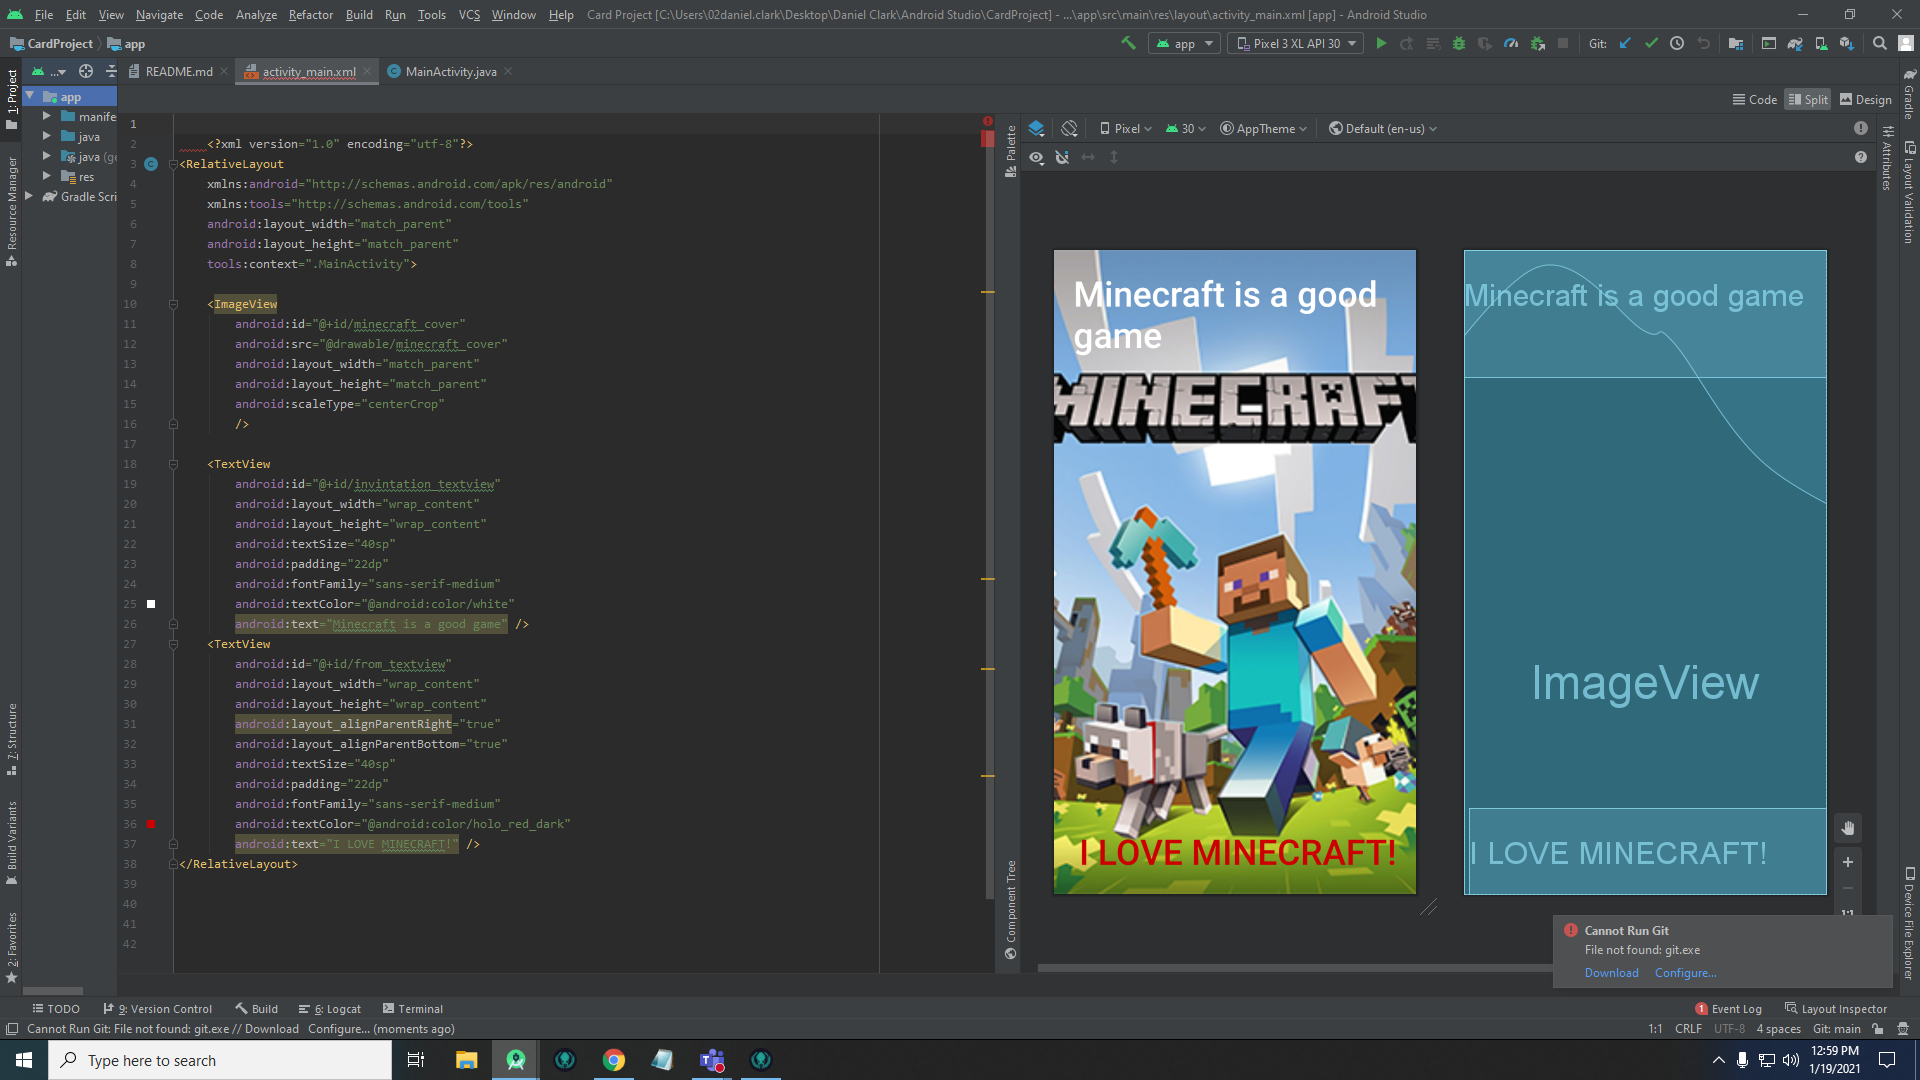 File Edit View Navigate Code Analyze Refactor Build Run Tools VCS Window Help Card Project [C:\Users\02daniel.clark\Desktop\Daniel Clark\Android Studio\CardProject] - ...\app\src\main\res\layout\activity_main.xml [app] - Android Studio
CardProject app
app Pixel 3 XL API 30 Git:
... README.md activity_main.xml MainActivity.java
Code Split Design
1: Project
Resource Manager
7: Structure
Build Variants
2: Favorites
app
manife
java
java (ge
res
Gradle Scri
1
2 <?xml version="1.0" encoding="utf-8"?>
3 <RelativeLayout
4 xmlns:android="http://schemas.android.com/apk/res/android"
5 xmlns:tools="http://schemas.android.com/tools"
6 android:layout_width="match_parent"
7 android:layout_height="match_parent"
8 tools:context=".MainActivity">
9
10 <ImageView
11 android:id="@+id/minecraft_cover"
12 android:src="@drawable/minecraft_cover"
13 android:layout_width="match_parent"
14 android:layout_height="match_parent"
15 android:scaleType="centerCrop"
16 />
17
18 <TextView
19 android:id="@+id/invintation_textview"
20 android:layout_width="wrap_content"
21 android:layout_height="wrap_content"
22 android:textSize="40sp"
23 android:padding="22dp"
24 android:fontFamily="sans-serif-medium"
25 android:textColor="@android:color/white"
26 android:text="Minecraft is a good game" />
27 <TextView
28 android:id="@+id/from_textview"
29 android:layout_width="wrap_content"
30 android:layout_height="wrap_content"
31 android:layout_alignParentRight="true"
32 android:layout_alignParentBottom="true"
33 android:textSize="40sp"
34 android:padding="22dp"
35 android:fontFamily="sans-serif-medium"
36 android:textColor="@android:color/holo_red_dark"
37 android:text="I LOVE MINECRAFT!" />
38 </RelativeLayout>
39
40
41
42
Palette
Component Tree
Pixel 30 AppTheme Default (en-us)
Minecraft is a good
game
MINECRAFT
I LOVE MINECRAFT!
Minecraft is a good game
ImageView
I LOVE MINECRAFT!
1:1
Gradle
Attributes
Layout Validation
Device File Explorer
Cannot Run Git
File not found: git.exe
Download Configure...
TODO 9: Version Control Build 6: Logcat Terminal 1 Event Log Layout Inspector
Cannot Run Git: File not found: git.exe // Download Configure... (moments ago) 1:1 CRLF UTF-8 4 spaces Git: main
Type here to search
12:59 PM
1/19/2021